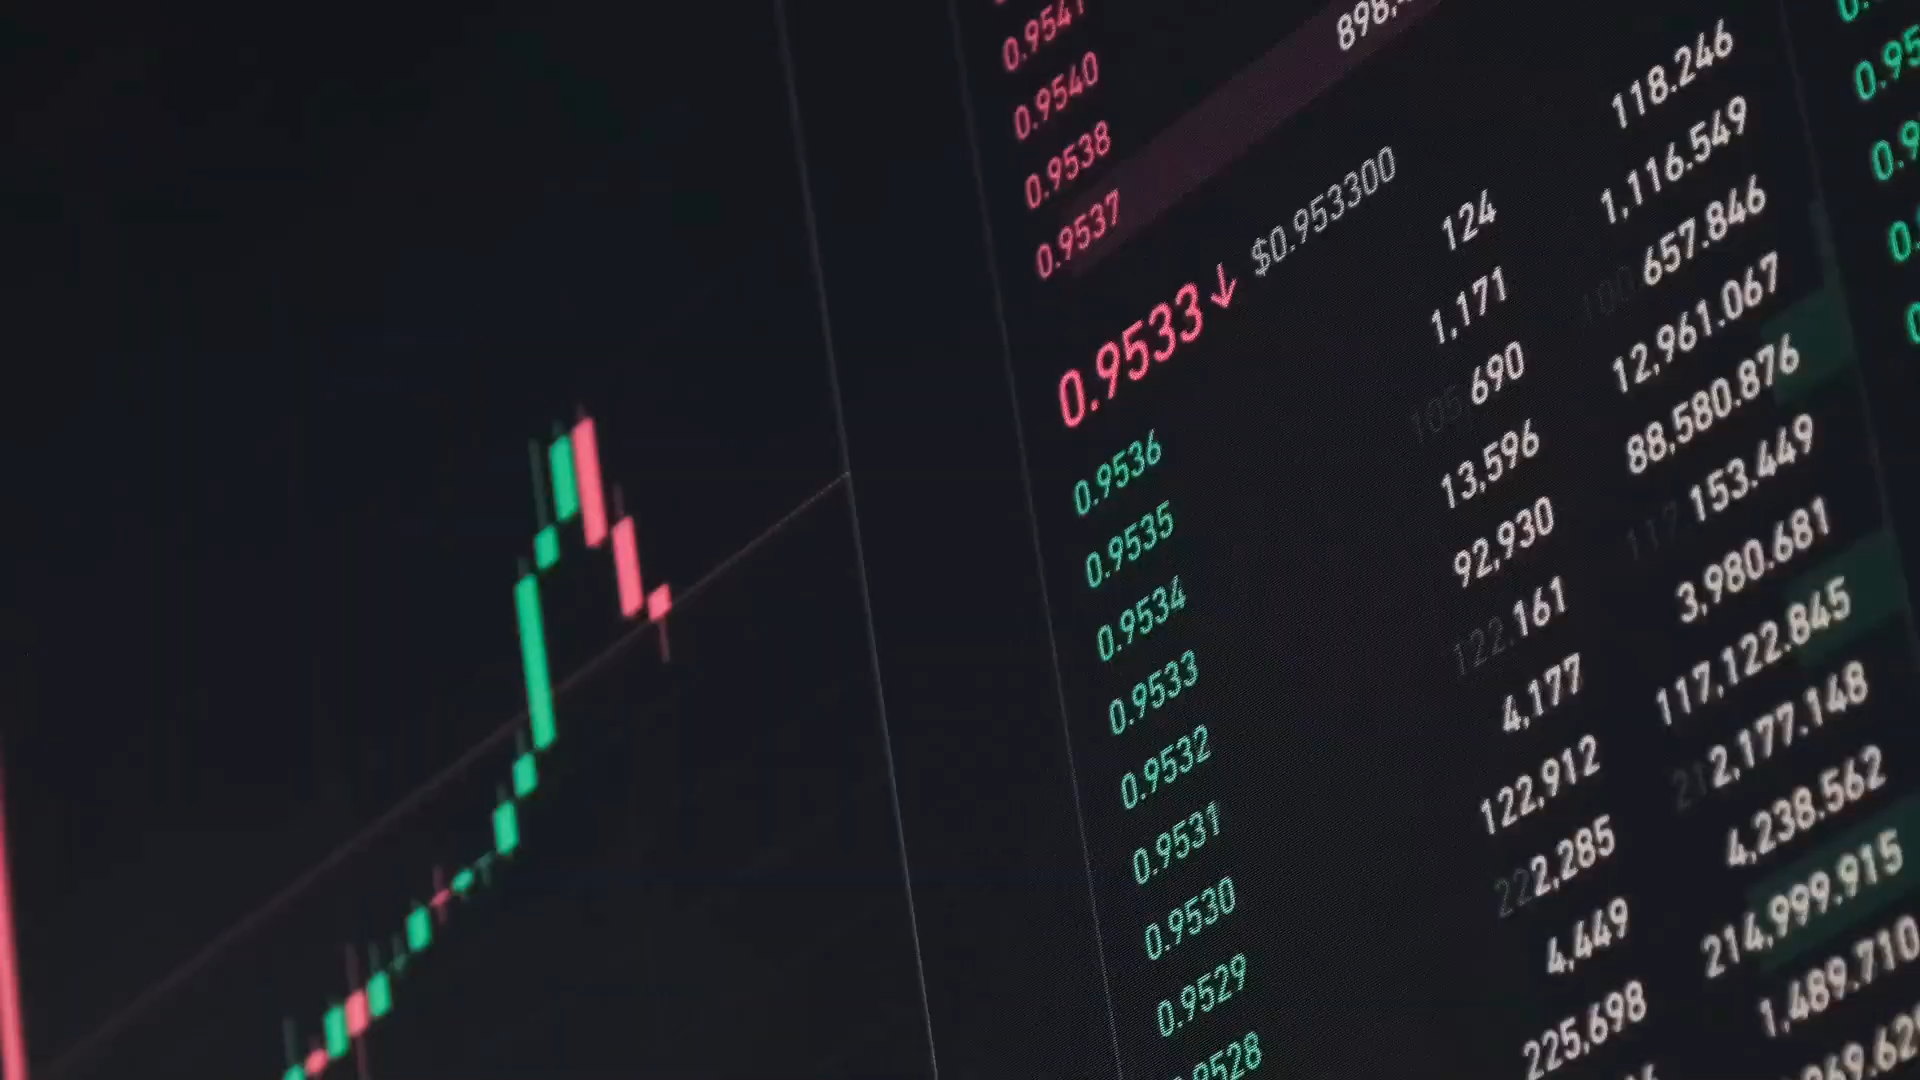 0.9540
0.9538
0.9537
0.9533↓ $0.953300
0.9536 124 118.246
0.9535 1,171 1,116.549
0.9534 690 657.846
0.9533 13,596 12,961.067
0.9532 92,930 88,580.876
0.9531 161 153.449
0.9530 4,177 3,980.681
0.9529 122,912 117,122.845
2,285 2,177.148
4,449 4,238.562
225,698 214,999.915
1,489.710